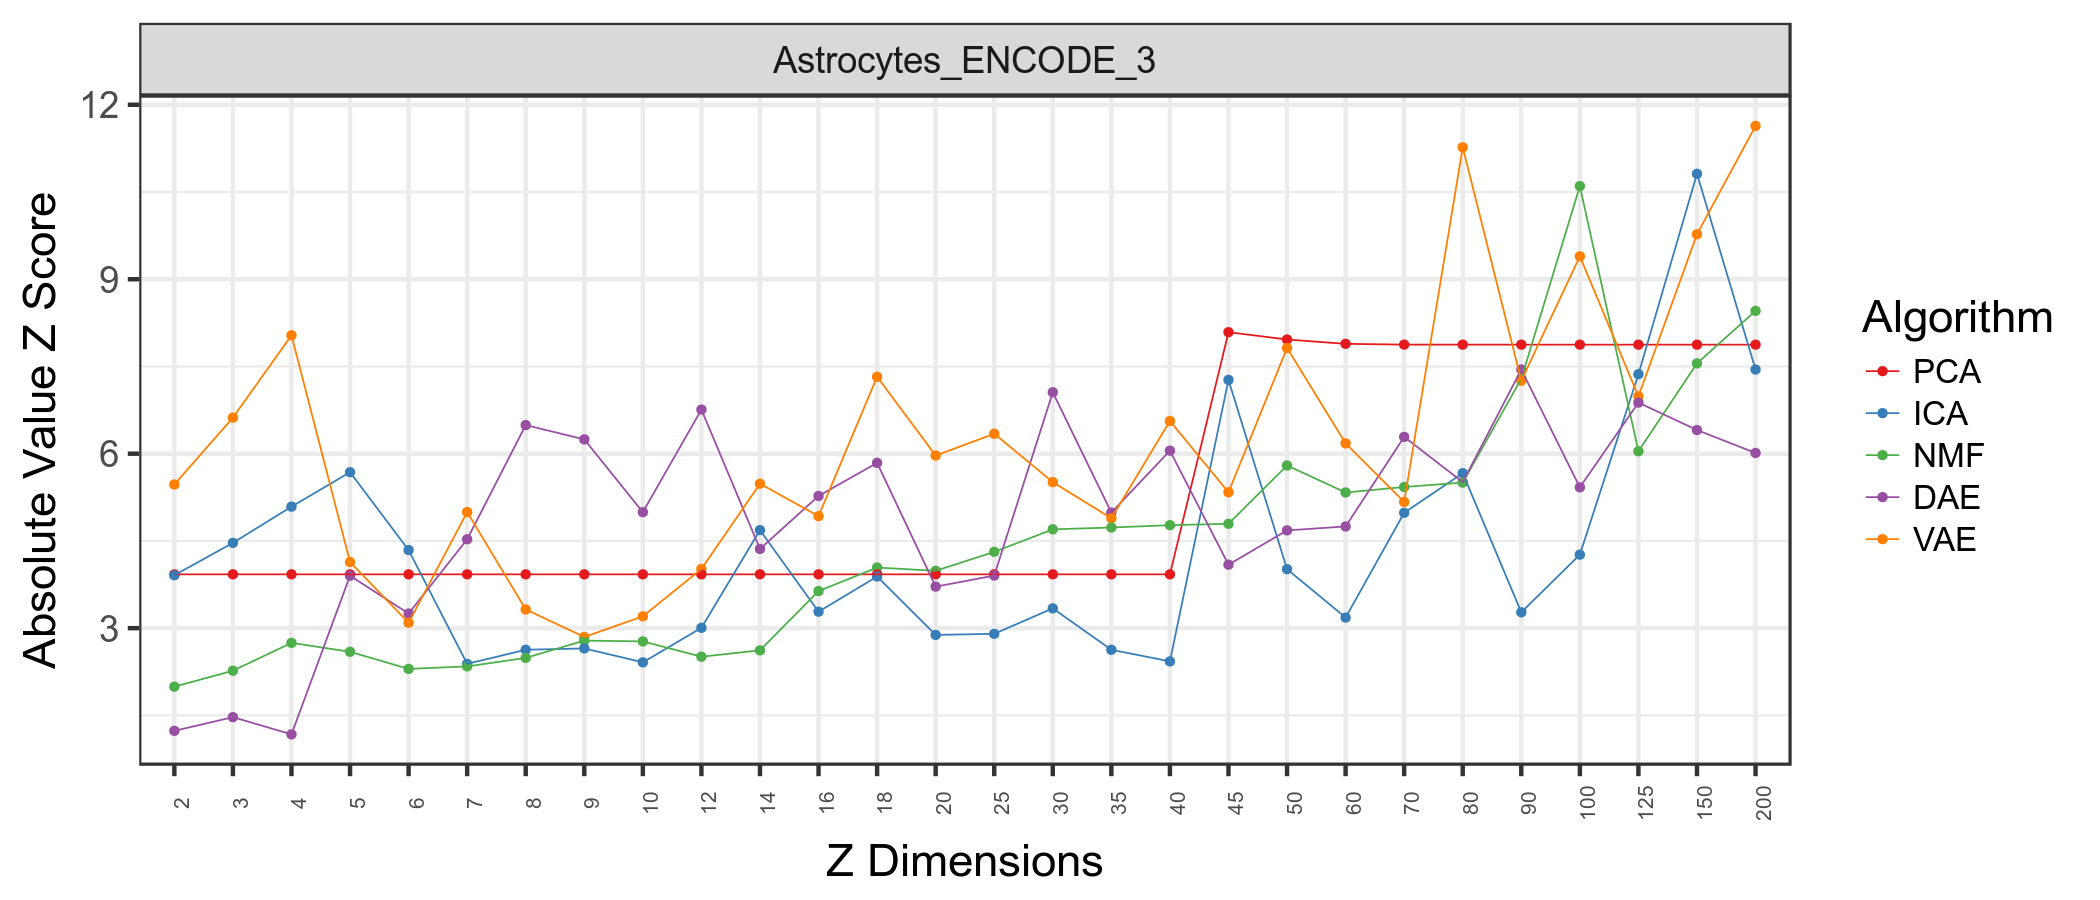 Astrocytes_ENCODE_3
Absolute Value Z Score
12
9
6
3
2 3 4 5 6 7 8 9 10 12 14 16 18 20 25 30 35 40 45 50 60 70 80 90 100 125 150 200
Z Dimensions
Algorithm
PCA
ICA
NMF
DAE
VAE